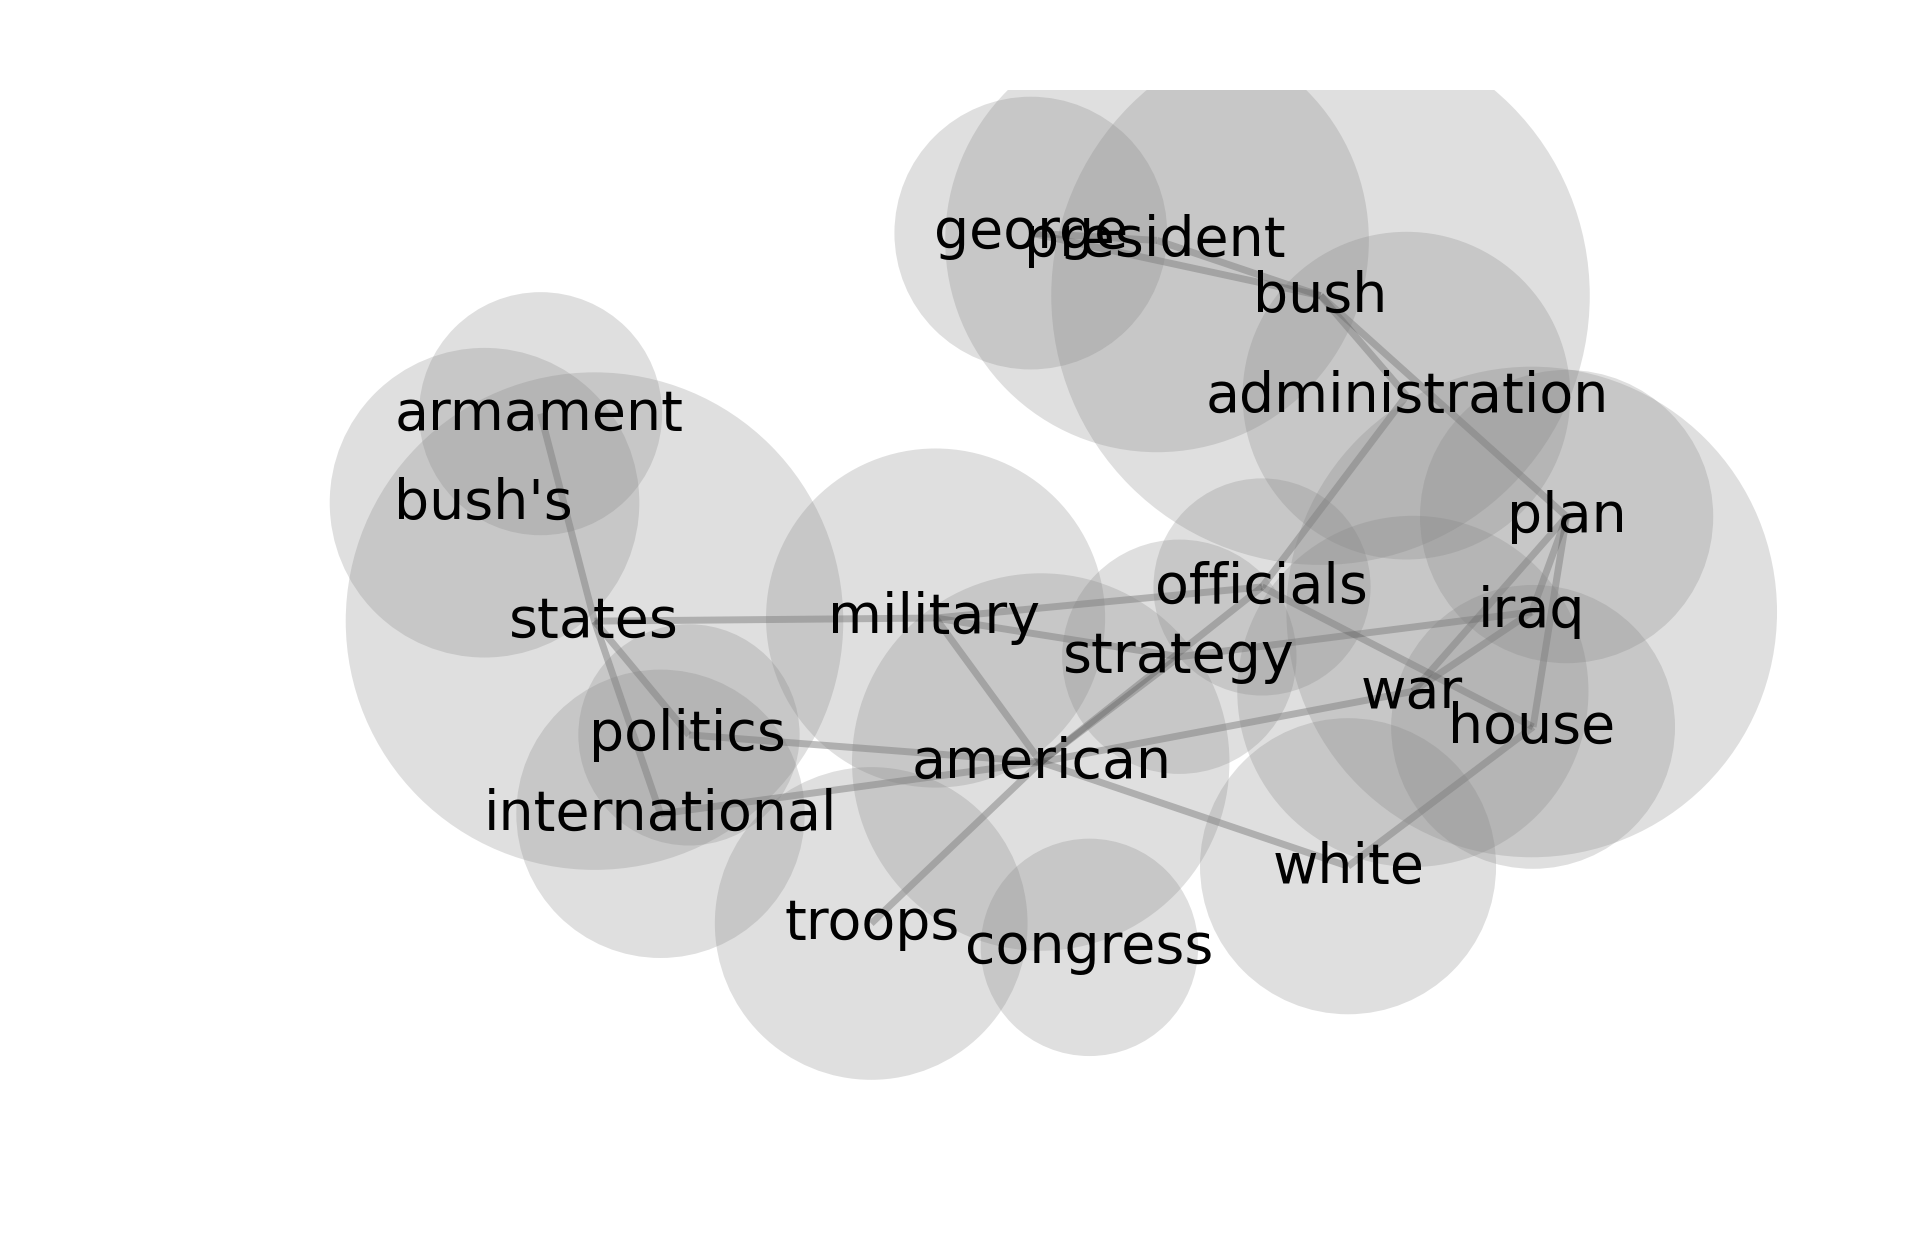 george
president
bush
administration
armament
bush's
plan
officials
iraq
states
military
strategy
war
house
politics
american
international
white
troops
congress